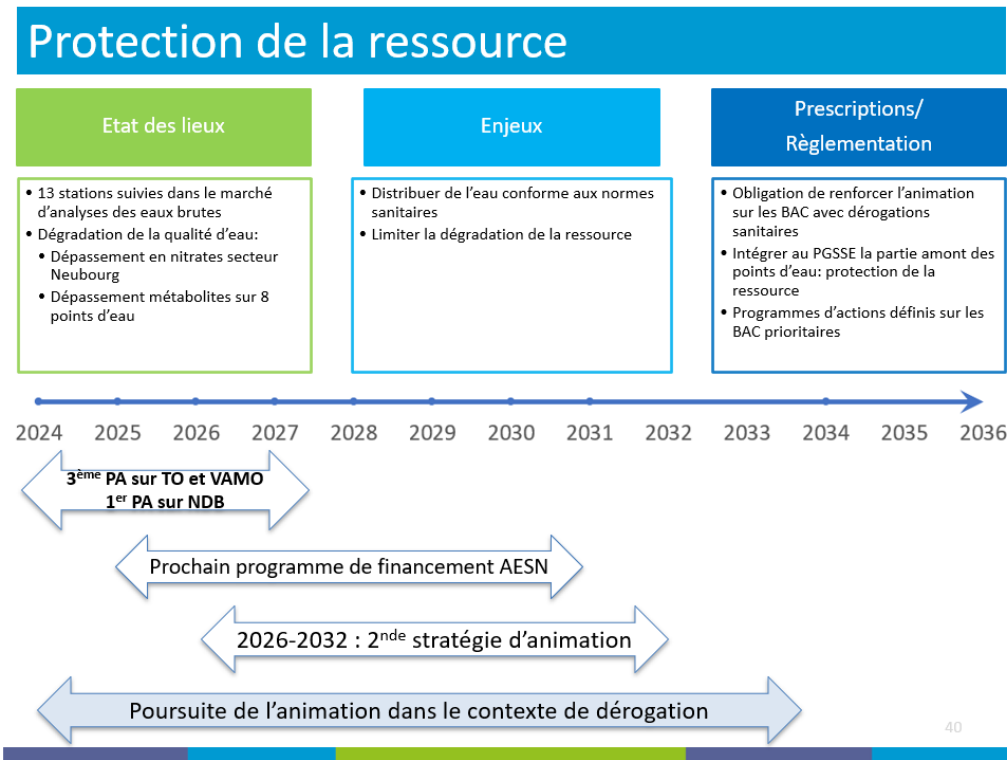 Protection de la ressource
Etat des lieux
• 13 stations suivies dans le marché
d’analyses des eaux brutes
• Dégradation de la qualité d’eau:
• Dépassement en nitrates secteur
Neubourg
• Dépassement métabolites sur 8
points d’eau
Enjeux
• Distribuer de l’eau conforme aux normes
sanitaires
• Limiter la dégradation de la ressource
Prescriptions/
Règlementation
• Obligation de renforcer l’animation
sur les BAC avec dérogations
sanitaires
• Intégrer au PGSSE la partie amont des
points d’eau: protection de la
ressource
• Programmes d’actions définis sur les
BAC prioritaires
2024 2025 2026 2027 2028 2029 2030 2031 2032 2033 2034 2035 2036
3ème PA sur TO et VAMO
1er PA sur NDB
Prochain programme de financement AESN
2026-2032 : 2nde stratégie d’animation
Poursuite de l’animation dans le contexte de dérogation
40